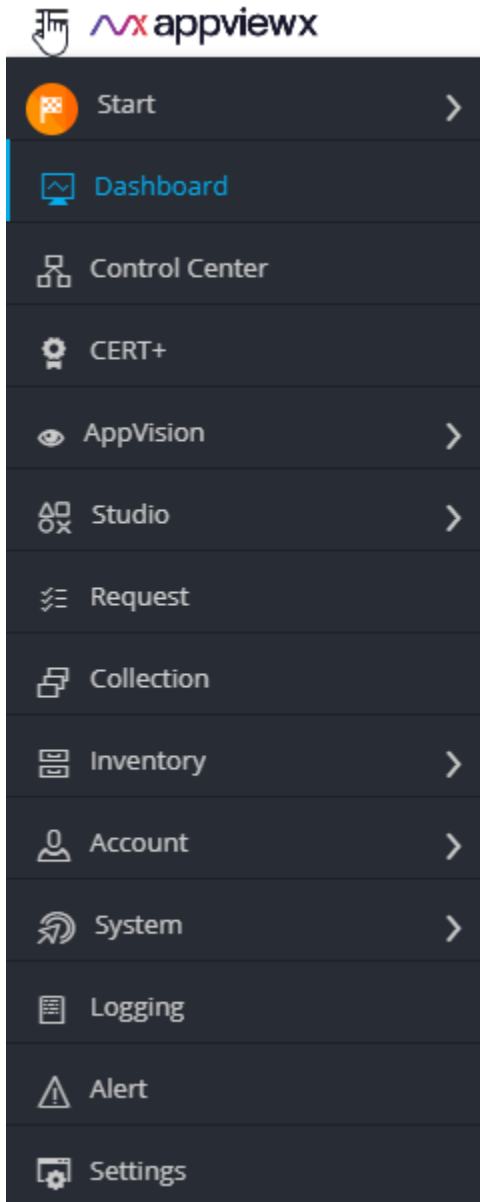 appviewx
Start
Dashboard
Control Center
CERT+
AppVision
Studio
Request
Collection
Inventory
Account
System
Logging
Alert
Settings